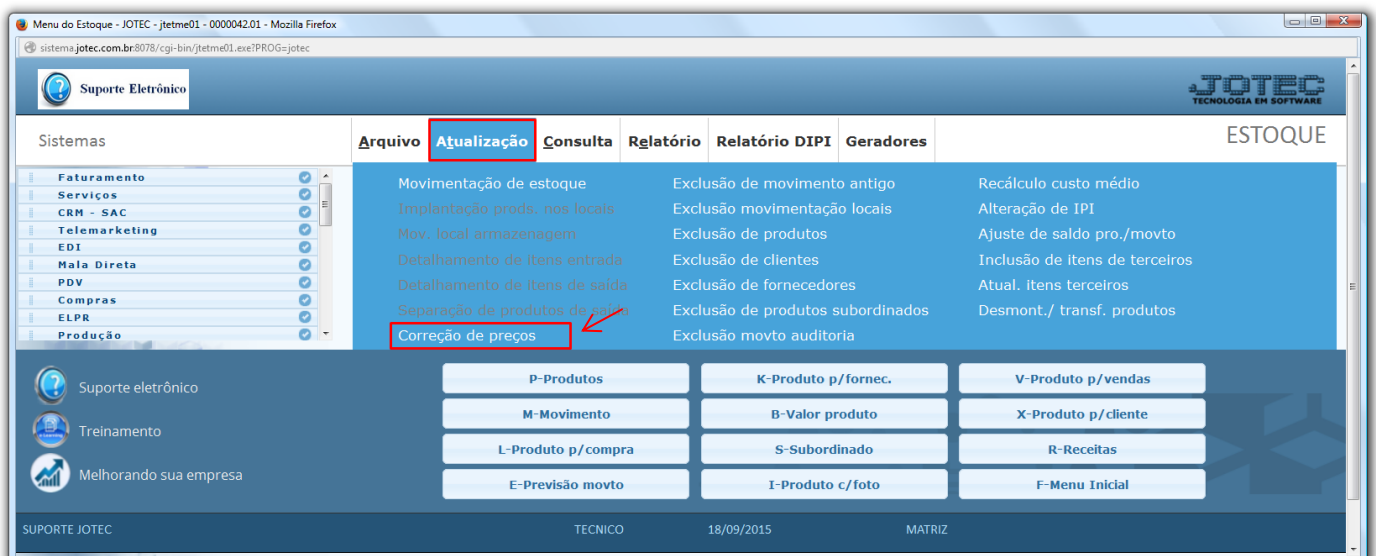 Menu do Estoque - JOTEC - jtetme01 - 0000042.01 - Mozilla Firefox
sistema.jotec.com.br:8078/cgi-bin/jtetme01.exe?PROG=jotec
Suporte Eletrônico
JOTEC
TECNOLOGIA EM SOFTWARE
Sistemas
Arquivo Atualização Consulta Relatório Relatório DIPI Geradores
ESTOQUE
Faturamento
Serviços
CRM - SAC
Telemarketing
EDI
Mala Direta
PDV
Compras
ELPR
Produção
Movimentação de estoque Exclusão de movimento antigo Recálculo custo médio
Implantação prods. nos locais Exclusão movimentação locais Alteração de IPI
Mov. local armazenagem Exclusão de produtos Ajuste de saldo pro./movto
Detalhamento de itens entrada Exclusão de clientes Inclusão de itens de terceiros
Detalhamento de itens de saída Exclusão de fornecedores Atual. itens terceiros
Separação de produtos de saída Exclusão de produtos subordinados Desmont./ transf. produtos
Correção de preços Exclusão movto auditoria
Suporte eletrônico
Treinamento
Melhorando sua empresa
P-Produtos K-Produto p/fornec. V-Produto p/vendas
M-Movimento B-Valor produto X-Produto p/cliente
L-Produto p/compra S-Subordinado R-Receitas
E-Previsão movto I-Produto c/foto F-Menu Inicial
SUPORTE JOTEC TECNICO 18/09/2015 MATRIZ